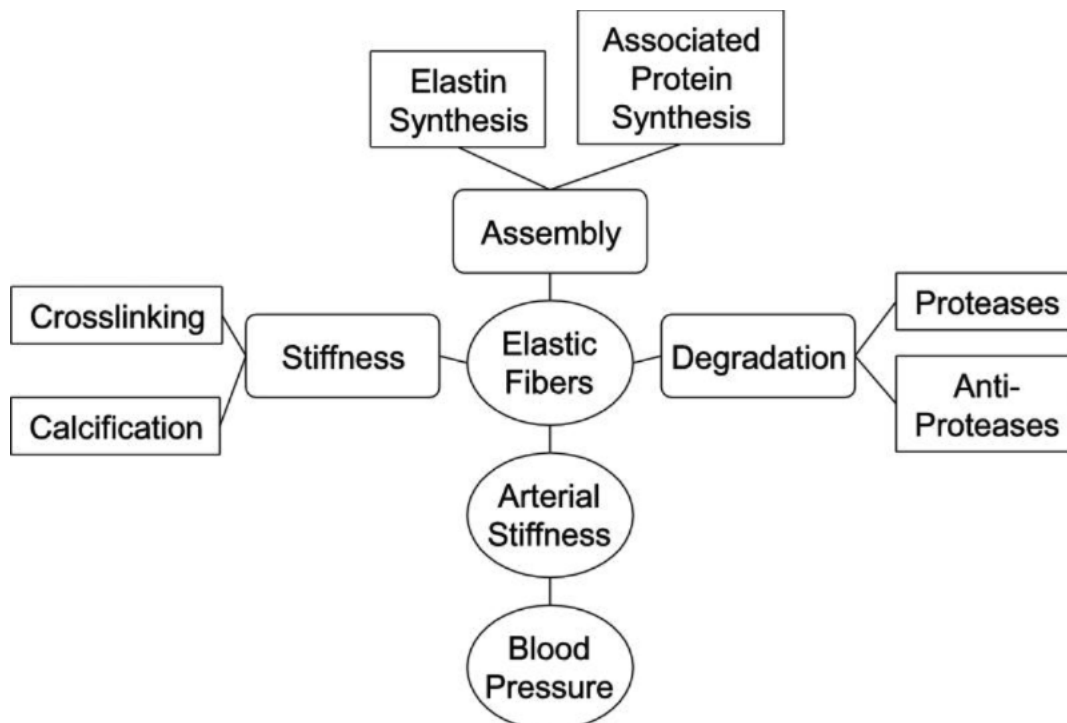 Elastin
Synthesis
Associated
Protein
Synthesis
Assembly
Crosslinking
Calcification
Stiffness
Elastic
Fibers
Degradation
Proteases
Anti-
Proteases
Arterial
Stiffness
Blood
Pressure